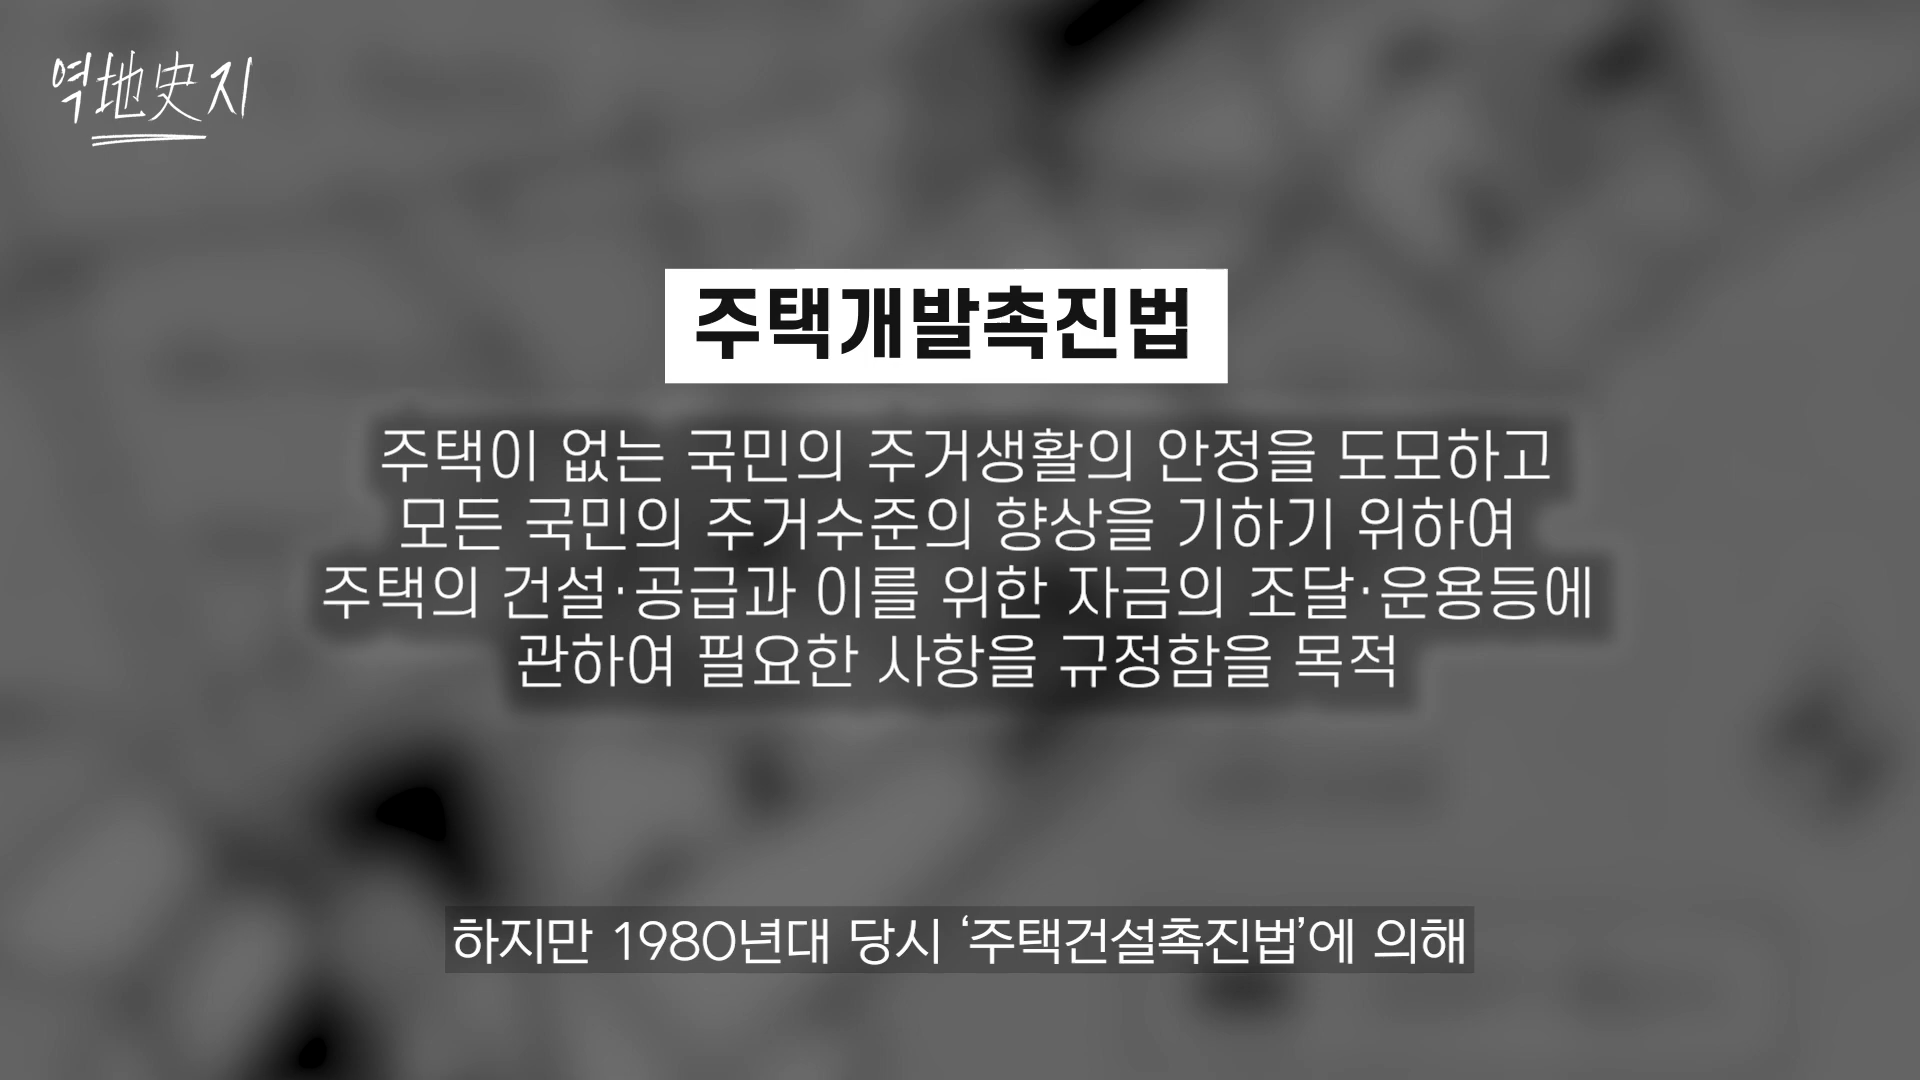 역地史지
주택개발촉진법
주택이 없는 국민의 주거생활의 안정을 도모하고
모든 국민의 주거수준의 향상을 기하기 위하여
주택의 건설·공급과 이를 위한 자금의 조달·운용등에
관하여 필요한 사항을 규정함을 목적
하지만 1980년대 당시 ‘주택건설촉진법’에 의해